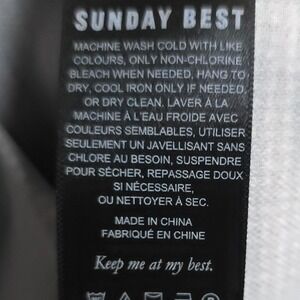 SUNDAY BEST
MACHINE WASH COLD WITH LIKE
COLOURS, ONLY NON-CHLORINE
BLEACH WHEN NEEDED, HANG TO
DRY, COOL IRON ONLY IF NEEDED,
OR DRY CLEAN. LAVER À LA
MACHINE À L'EAU FROIDE AVEC
COULEURS SEMBLABLES, UTILISER
SEULEMENT UN JAVELLISANT SANS
CHLORE AU BESOIN, SUSPENDRE
POUR SÉCHER, REPASSAGE DOUX
SI NÉCESSAIRE,
OU NETTOYER À SEC.
MADE IN CHINA
FABRIQUÉ EN CHINE
Keep me at my best.